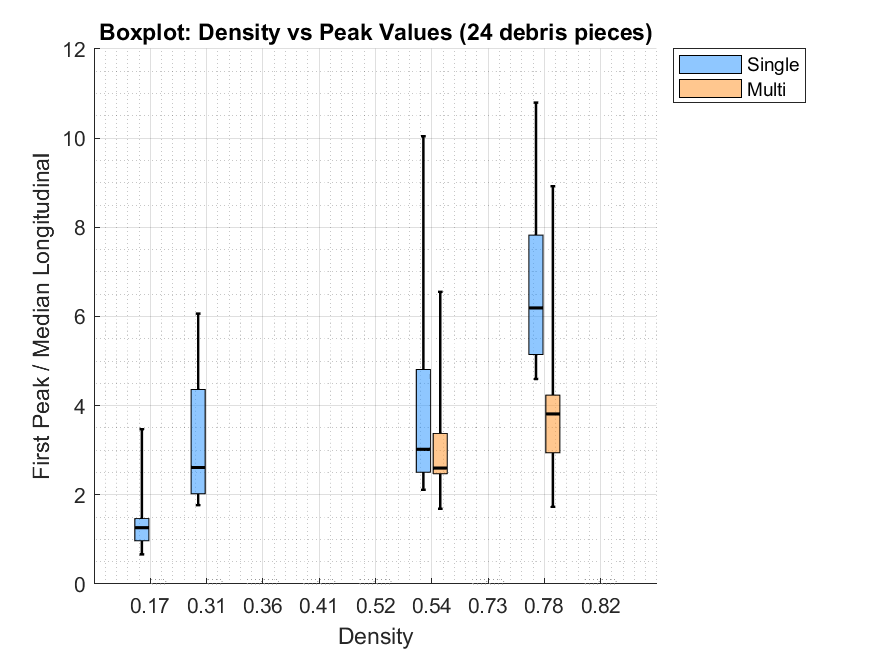 Boxplot: Density vs Peak Values (24 debris pieces)
Single
Multi
12
10
8
6
4
2
0
First Peak / Median Longitudinal
0.17 0.31 0.36 0.41 0.52 0.54 0.73 0.78 0.82
Density